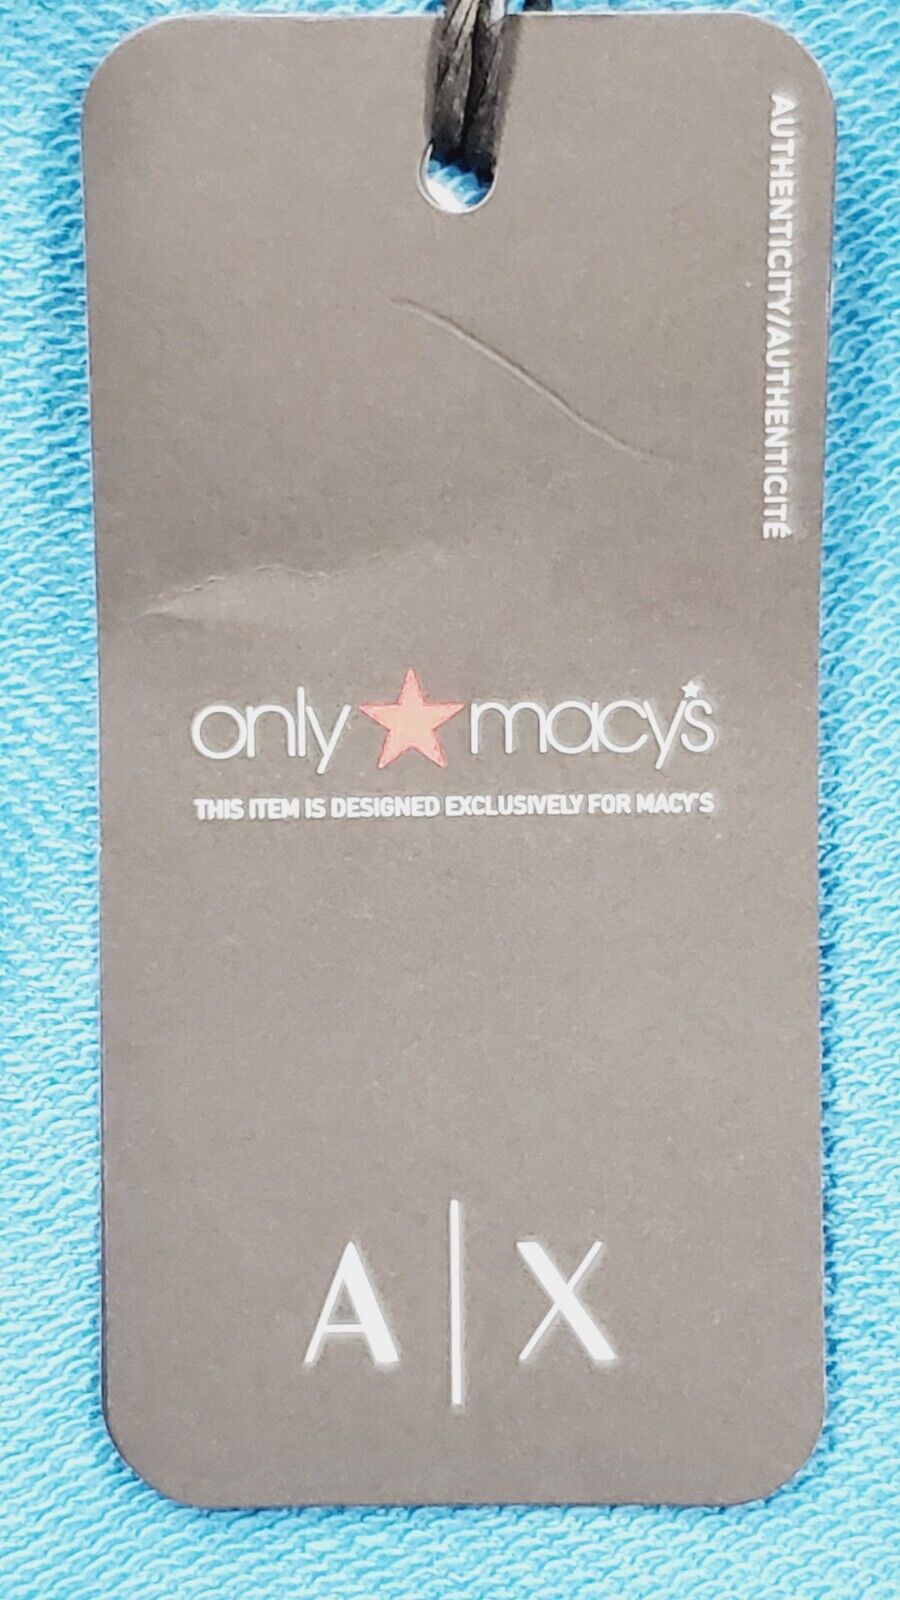 AUTHENTICITY/AUTHENTICITÉ
only macy's
THIS ITEM IS DESIGNED EXCLUSIVELY FOR MACY'S
A|X